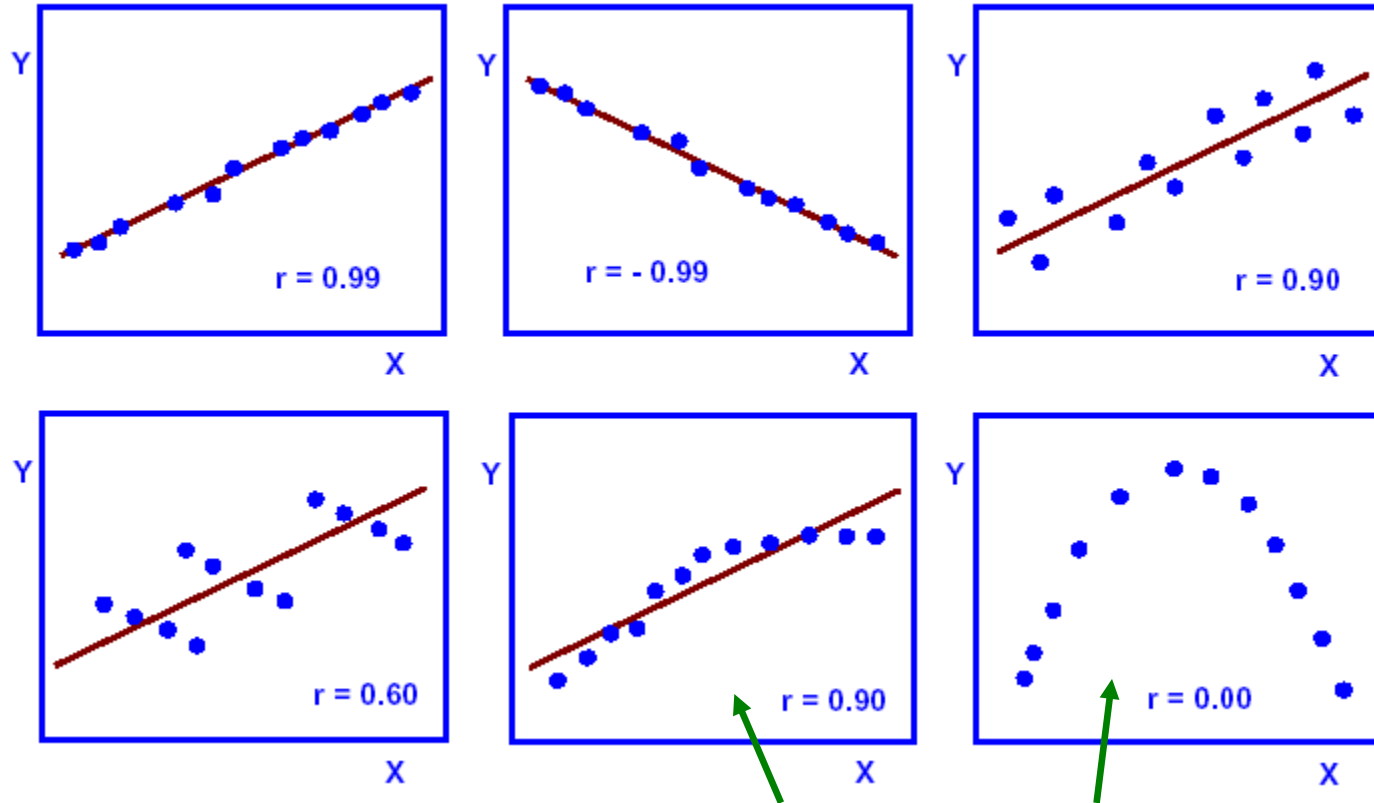 Y
r = 0.99
X
Y
r = - 0.99
X
Y
r = 0.90
X
Y
r = 0.60
X
Y
r = 0.90
X
Y
r = 0.00
X